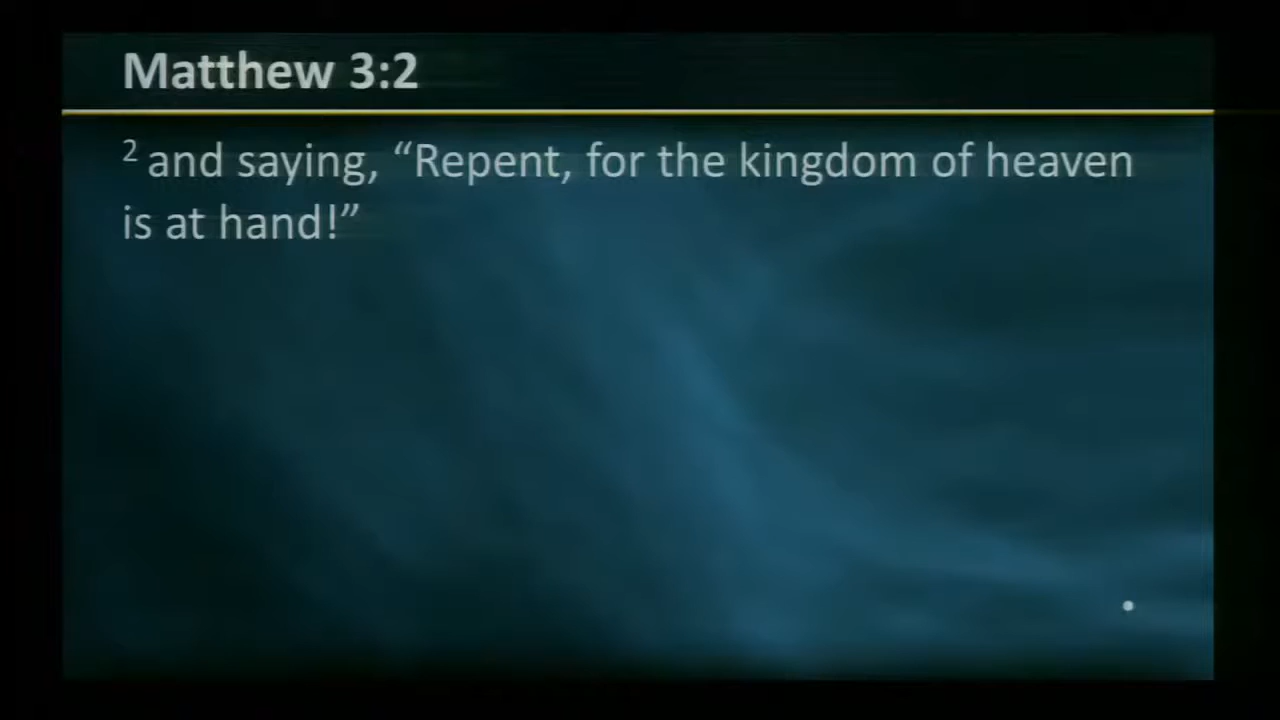 Matthew 3:2
2 and saying, “Repent, for the kingdom of heaven
is at hand!”